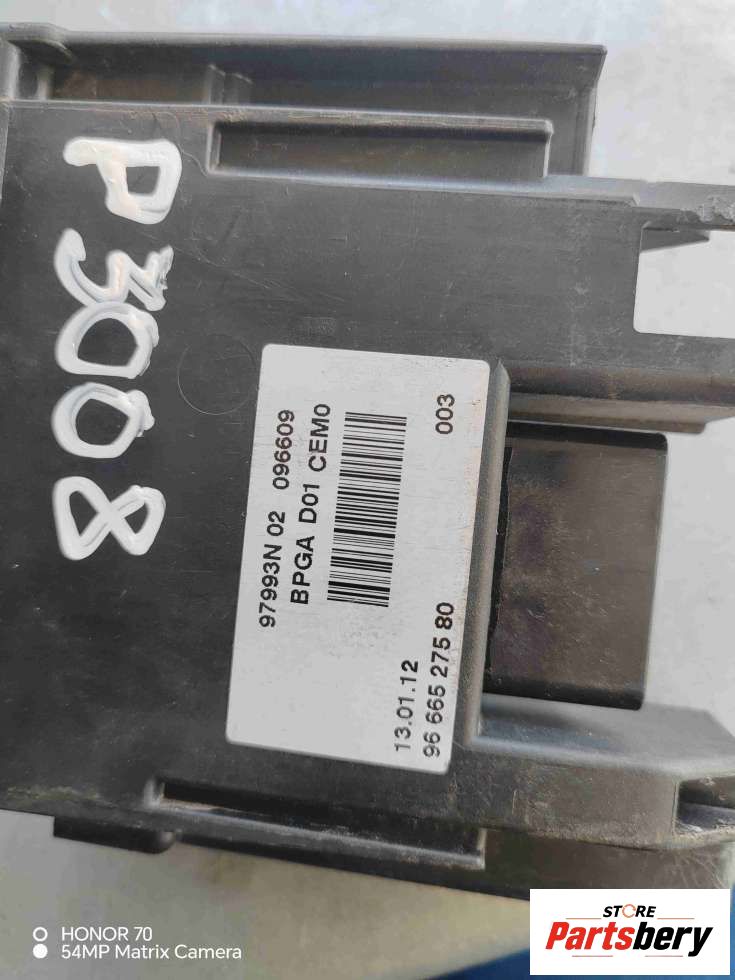 P3008
97993N 02 096609
BPGA D01 CEM0
003
13.01.12
96 665 275 80
HONOR 70
54MP Matrix Camera
STORE
Partsbery